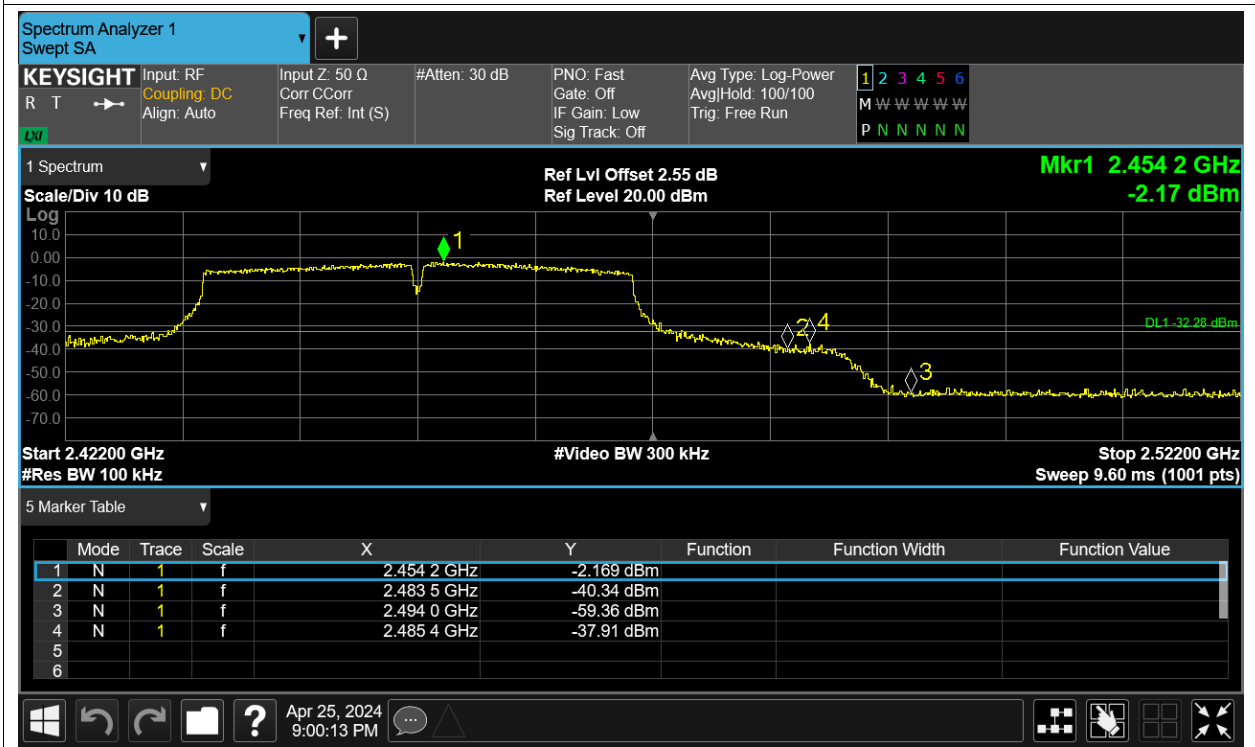 Spectrum Analyzer 1
Swept SA
+
KEYSIGHT Input: RF Input Z: 50 Ω #Atten: 30 dB PNO: Fast Avg Type: Log-Power 1 2 3 4 5 6
R T Coupling: DC Corr CCorr Gate: Off Avg|Hold: 100/100 M W W W W W
Align: Auto Freq Ref: Int (S) IF Gain: Low Trig: Free Run
LXI Sig Track: Off P N N N N N
1 Spectrum Ref Lvl Offset 2.55 dB Mkr1 2.454 2 GHz
Scale/Div 10 dB Ref Level 20.00 dBm -2.17 dBm
Log
10.0
1
0.00
-10.0
-20.0
-30.0 2 4 DL1 -32.28 dBm
-40.0
-50.0 3
-60.0
-70.0
Start 2.42200 GHz #Video BW 300 kHz Stop 2.52200 GHz
#Res BW 100 kHz Sweep 9.60 ms (1001 pts)
5 Marker Table
Mode Trace Scale X Y Function Function Width Function Value
1 N 1 f 2.454 2 GHz -2.169 dBm
2 N 1 f 2.483 5 GHz -40.34 dBm
3 N 1 f 2.494 0 GHz -59.36 dBm
4 N 1 f 2.485 4 GHz -37.91 dBm
5
6
? Apr 25, 2024
9:00:13 PM